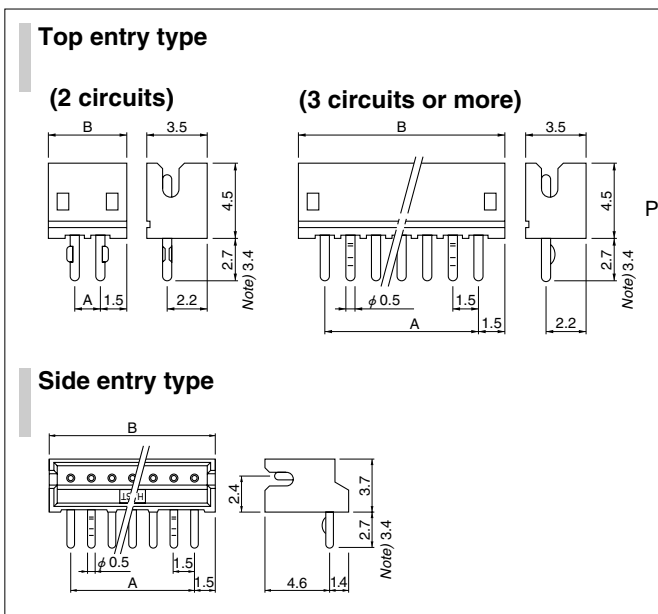 Top entry type
(2 circuits)
(3 circuits or more)
B
3.5
4.5
2.7
Note) 3.4
A
1.5
2.2
B
3.5
4.5
P
2.7
Note) 3.4
φ 0.5
1.5
A
1.5
2.2
Side entry type
B
2.4
3.7
2.7
Note) 3.4
φ 0.5
1.5
A
1.5
4.6
1.4